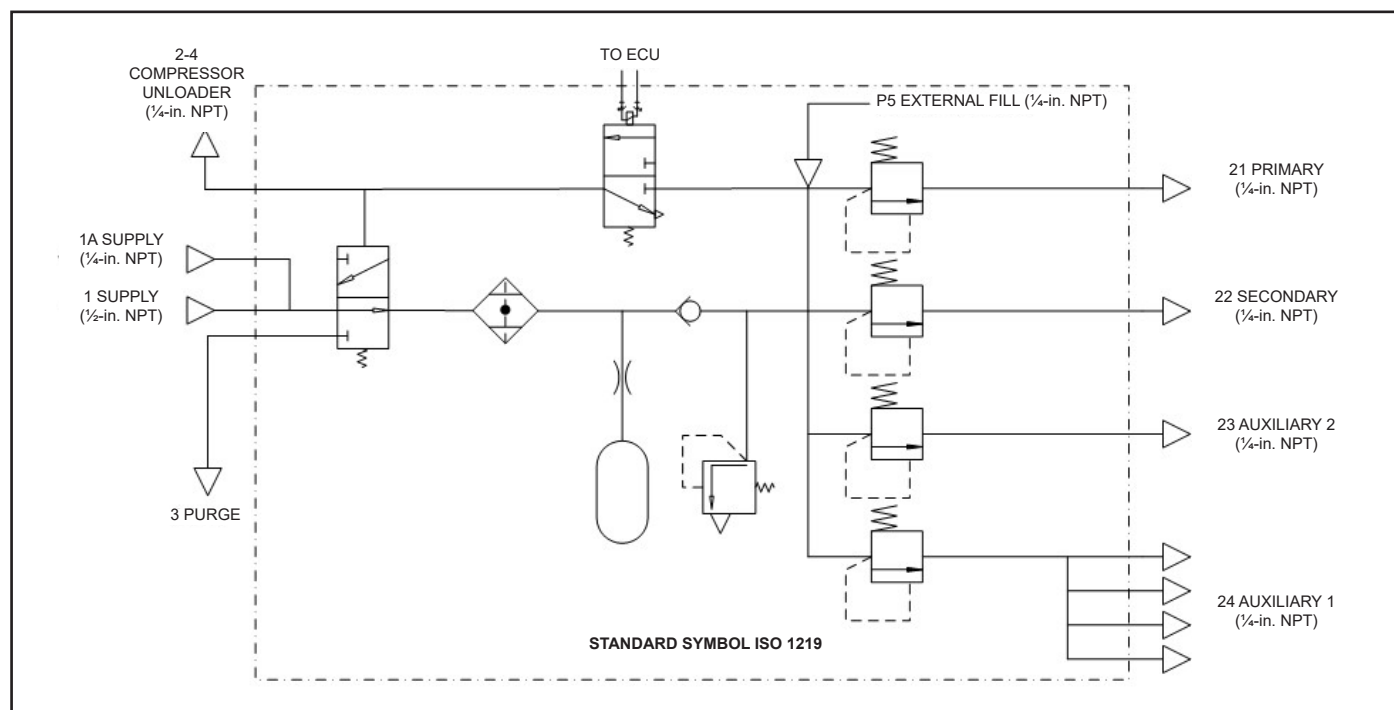 2-4
COMPRESSOR
UNLOADER
(¼-in. NPT)
TO ECU
P5 EXTERNAL FILL (¼-in. NPT)
21 PRIMARY
(¼-in. NPT)
1A SUPPLY
(¼-in. NPT)
1 SUPPLY
(½-in. NPT)
22 SECONDARY
(¼-in. NPT)
23 AUXILIARY 2
(¼-in. NPT)
3 PURGE
24 AUXILIARY 1
(¼-in. NPT)
STANDARD SYMBOL ISO 1219